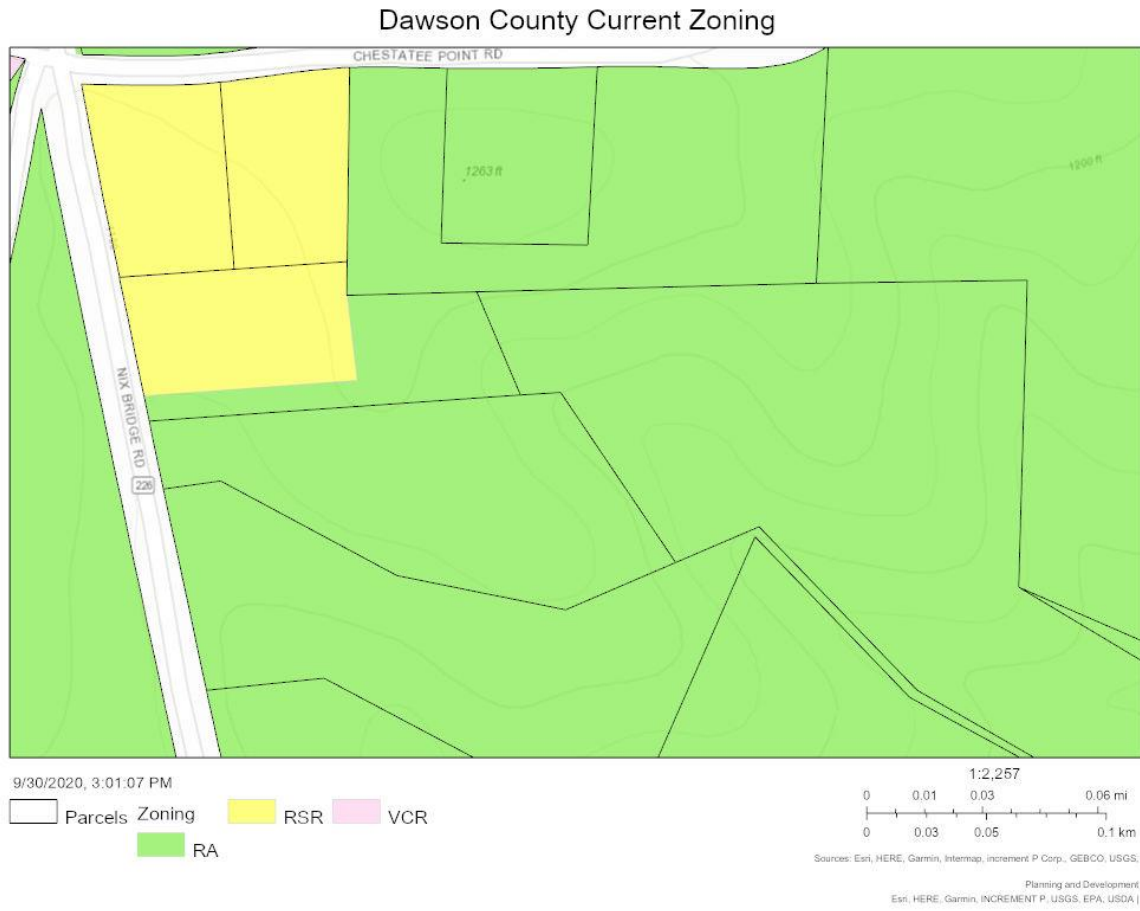 Dawson County Current Zoning
CHESTATEE POINT RD
1263 ft
1200 ft
NIX BRIDGE RD
226
9/30/2020, 3:01:07 PM
Parcels
Zoning
RA
RSR
VCR
1:2,257
0 0.01 0.03 0.06 mi
0 0.03 0.05 0.1 km
Sources: Esri, HERE, Garmin, Intermap, increment P Corp., GEBCO, USGS,
Planning and Development
Esri, HERE, Garmin, INCREMENT P, USGS, EPA, USDA |